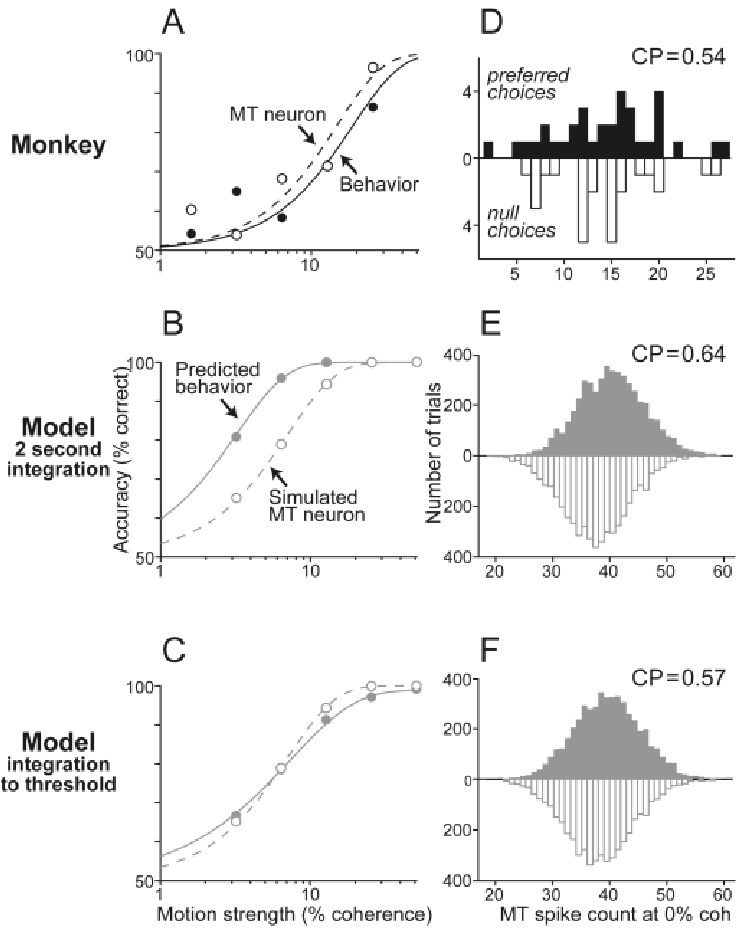 A
D
Monkey
100
50
1
10
MT neuron
Behavior
CP=0.54
preferred
choices
null
choices
4
0
4
5
10
15
20
25
B
E
Model
2 second
integration
Accuracy (% correct)
100
50
1
10
Predicted
behavior
Simulated
MT neuron
CP=0.64
Number of trials
400
200
0
200
400
20
30
40
50
60
C
F
Model
integration
to threshold
100
50
1
10
Motion strength (% coherence)
CP=0.57
400
200
0
200
400
20
30
40
50
60
MT spike count at 0% coh